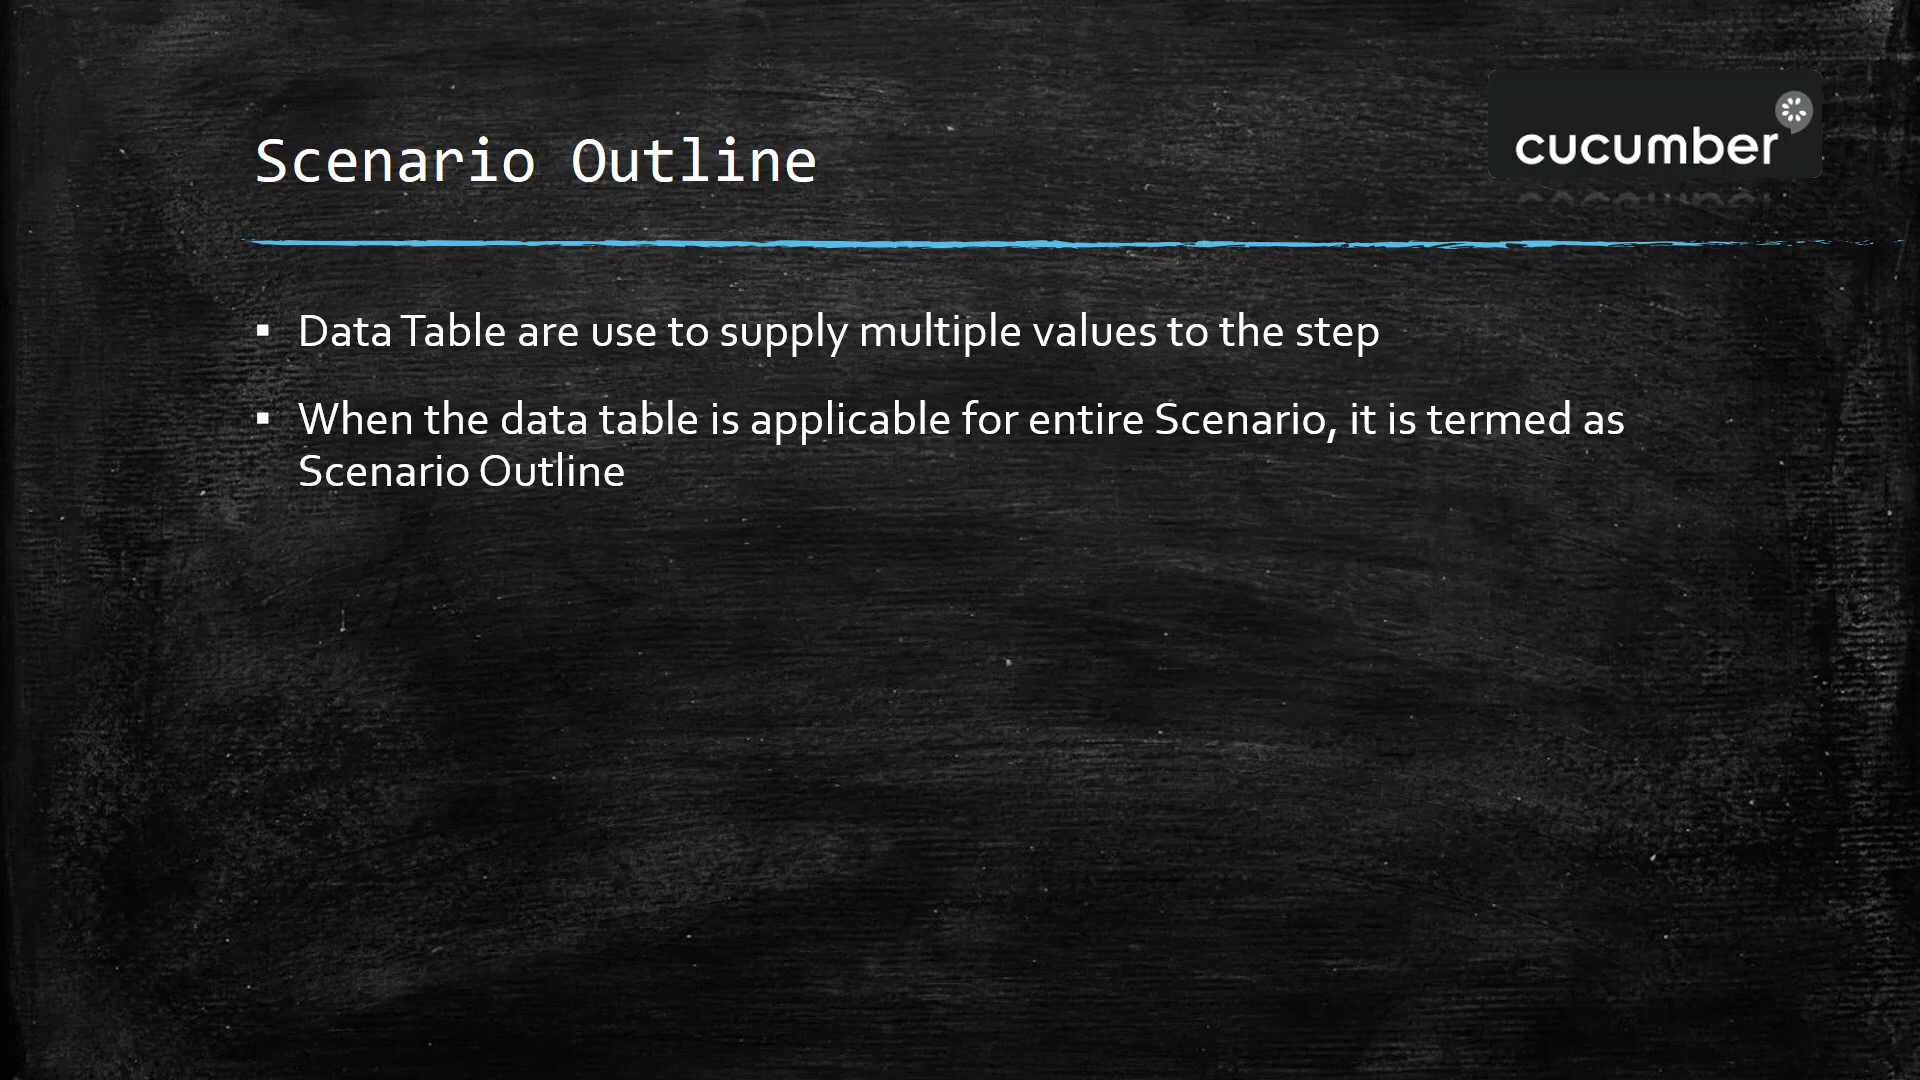 Scenario Outline
cucumber
▪ Data Table are use to supply multiple values to the step
▪ When the data table is applicable for entire Scenario, it is termed as
Scenario Outline